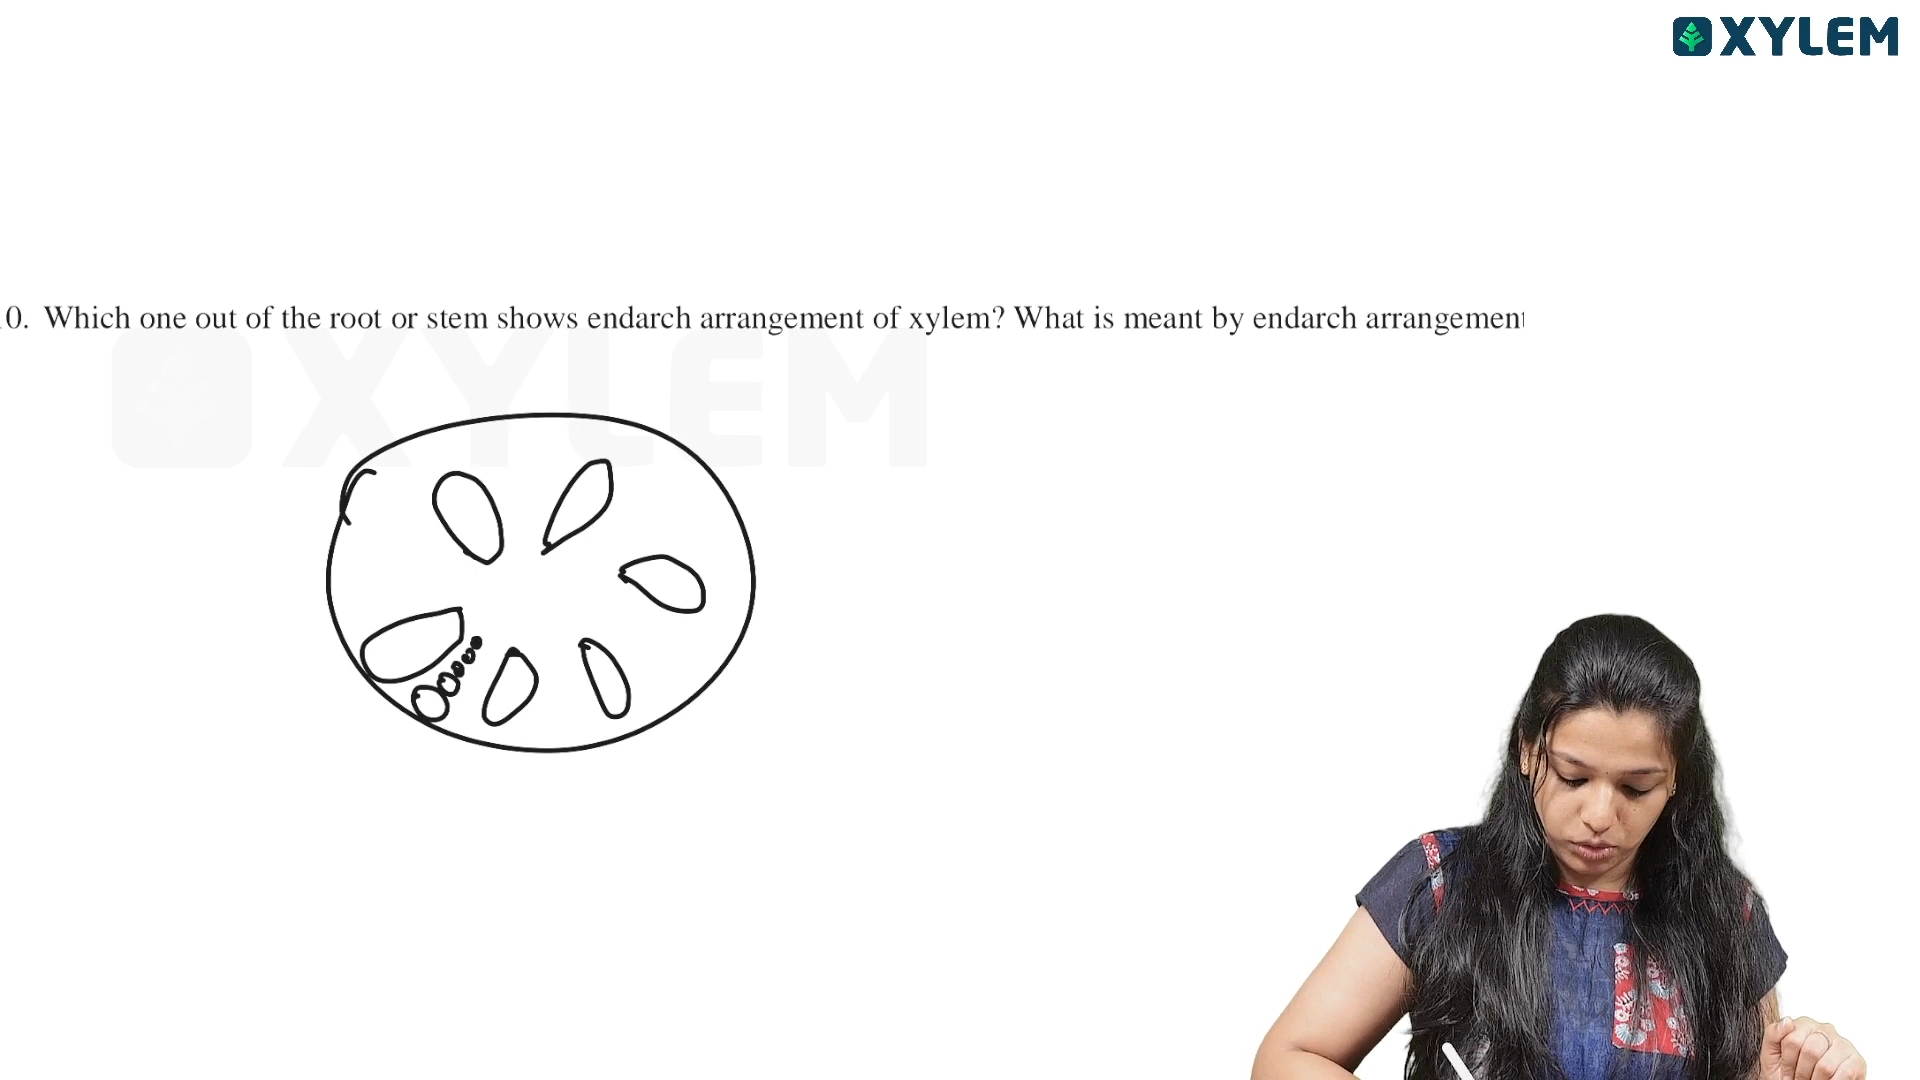 XYLEM
0. Which one out of the root or stem shows endarch arrangement of xylem? What is meant by endarch arrangement
XYLEM